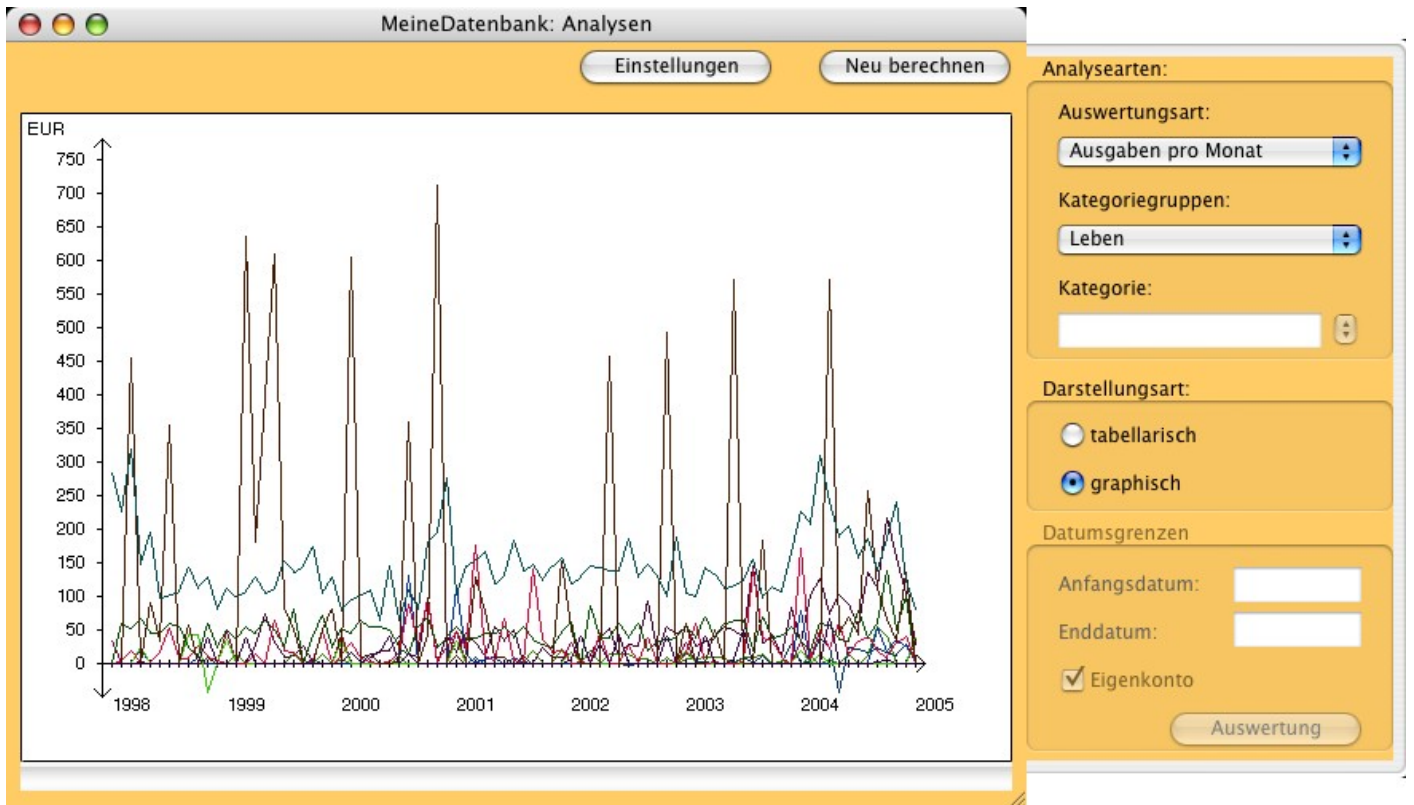 MeineDatenbank: Analysen
Einstellungen
Neu berechnen
EUR
750
700
650
600
550
500
450
400
350
300
250
200
150
100
50
0
1998 1999 2000 2001 2002 2003 2004 2005
Analysearten:
Auswertungsart:
Ausgaben pro Monat
Kategoriegruppen:
Leben
Kategorie:
Darstellungsart:
tabellarisch
graphisch
Datumsgrenzen
Anfangsdatum:
Enddatum:
Eigenkonto
Auswertung